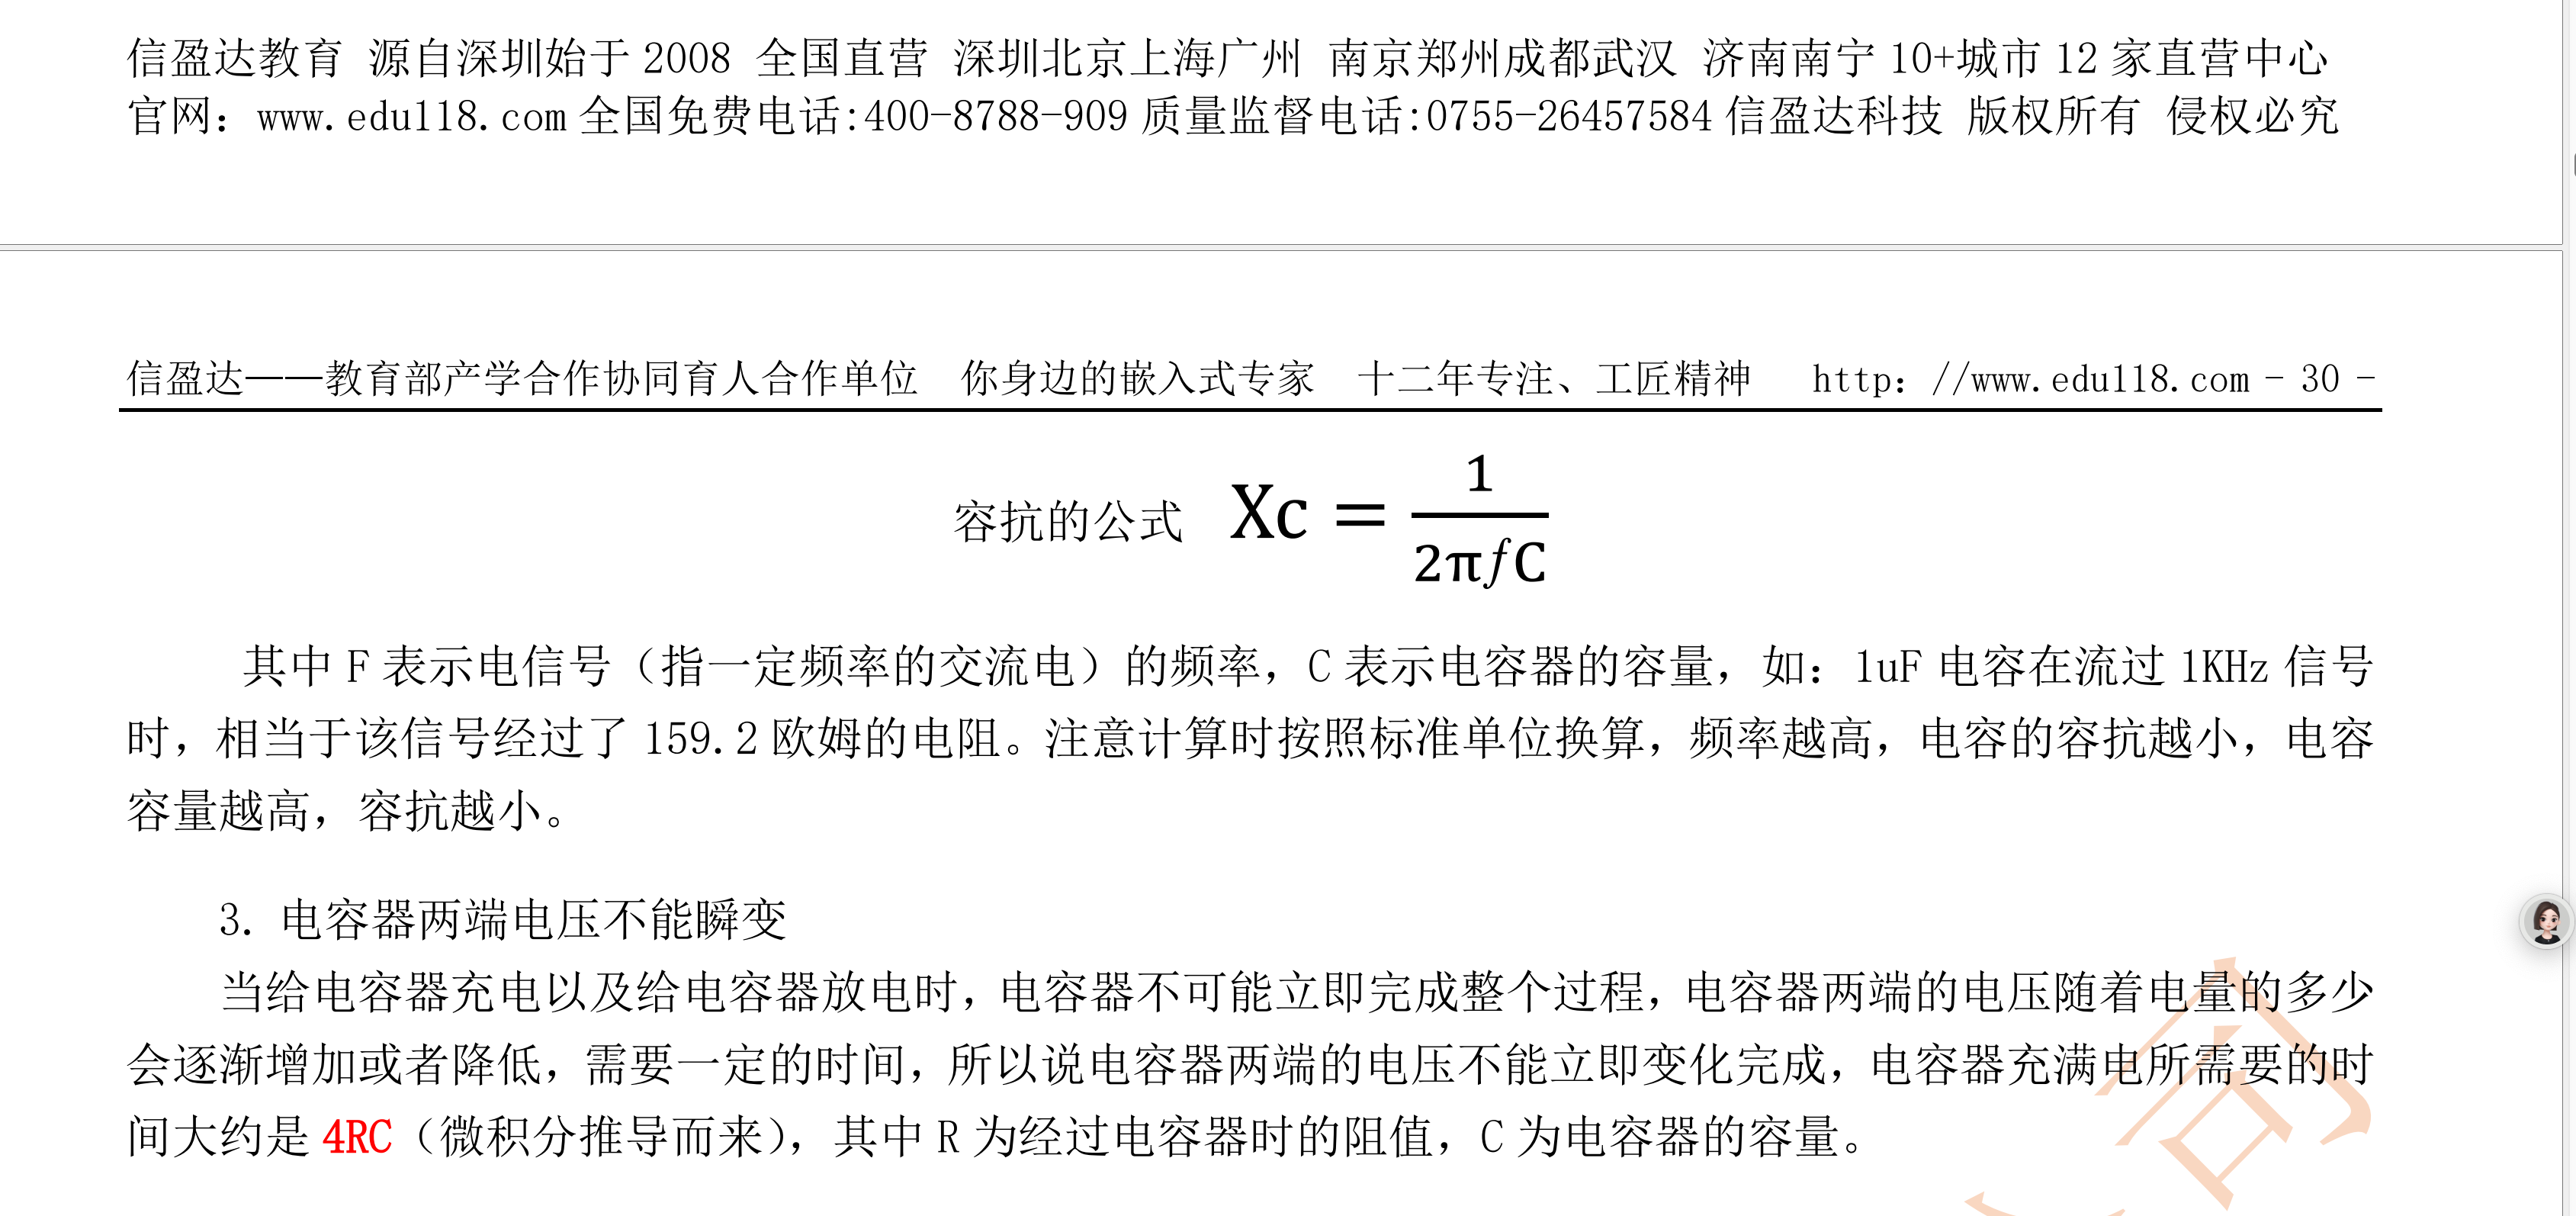 信盈达教育 源自深圳始于 2008 全国直营 深圳北京上海广州 南京郑州成都武汉 济南南宁 10+城市 12 家直营中心
官网：www.edu118.com 全国免费电话:400-8788-909 质量监督电话:0755-26457584 信盈达科技 版权所有 侵权必究
信盈达——教育部产学合作协同育人合作单位 你身边的嵌入式专家 十二年专注、工匠精神 http：//www.edu118.com - 30 -
容抗的公式 Xc = 1/(2πfC)
其中 F 表示电信号（指一定频率的交流电）的频率，C 表示电容器的容量，如：1uF 电容在流过 1KHz 信号
时，相当于该信号经过了 159.2 欧姆的电阻。注意计算时按照标准单位换算，频率越高，电容的容抗越小，电容
容量越高，容抗越小。
3. 电容器两端电压不能瞬变
当给电容器充电以及给电容器放电时，电容器不可能立即完成整个过程，电容器两端的电压随着电量的多少
会逐渐增加或者降低，需要一定的时间，所以说电容器两端的电压不能立即变化完成，电容器充满电所需要的时
间大约是 4RC（微积分推导而来），其中 R 为经过电容器时的阻值，C 为电容器的容量。
司